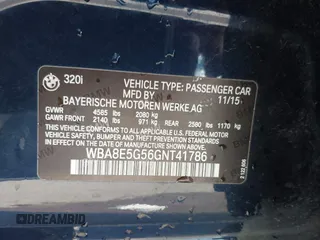 320i
VEHICLE TYPE: PASSENGER CAR
MFD BY: 11/15
BAYERISCHE MOTOREN WERKE AG
GVWR 4585 lbs 2080 kg
GAWR FRONT 2140 lbs 971 kg REAR 2580 lbs 1170 kg
THIS VEHICLE CONFORMS TO ALL APPLICABLE FEDERAL MOTOR
VEHICLE SAFETY, BUMPER AND THEFT PREVENTION
STANDARDS IN EFFECT ON THE DATE OF
MANUFACTURE SHOWN ABOVE.
WBA8E5G56GNT41786
DREAMBID